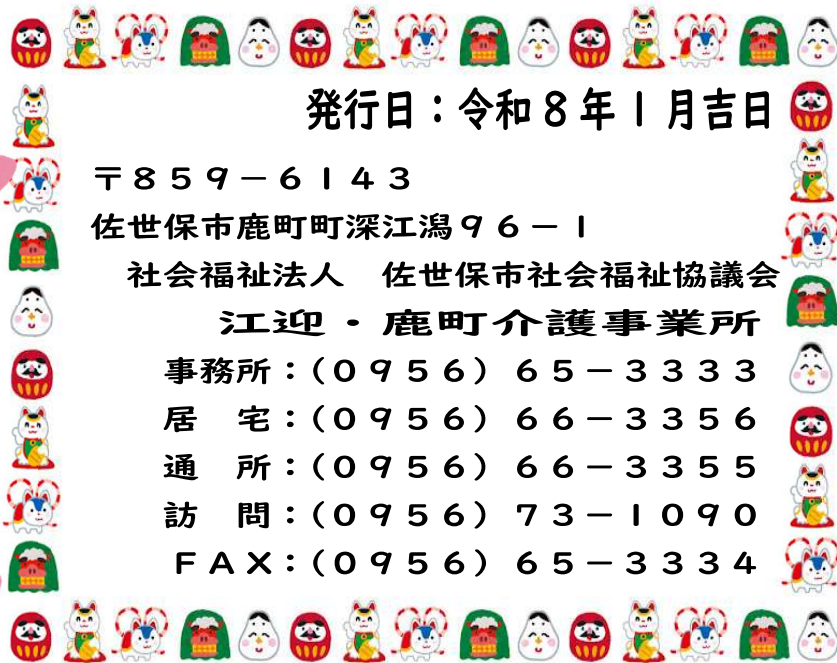 発行日：令和８年１月吉日
〒８５９－６１４３
佐世保市鹿町町深江潟９６－１
社会福祉法人　佐世保市社会福祉協議会
江迎・鹿町介護事業所
事務所：（０９５６）６５－３３３３
居　宅：（０９５６）６６－３３５６
通　所：（０９５６）６６－３３５５
訪　問：（０９５６）７３－１０９０
ＦＡＸ：（０９５６）６５－３３３４